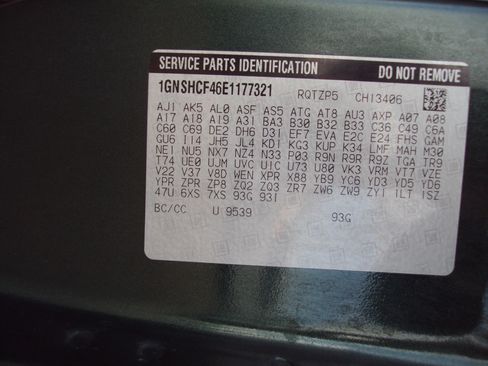 SERVICE PARTS IDENTIFICATION DO NOT REMOVE
1GNSHCF46E1177321 RQTZP5 CH13406
AJ1 AK5 AL0 ASF AS5 ATG AT8 AU3 AXP A07 A08
A17 A18 A19 A31 BA3 B30 B32 B33 C36 C49 C6A
C60 C69 DE2 DH6 D31 EF7 EVA E2C E24 FHS GAM
GU6 I14 JH5 JL4 KD1 KG3 KUP K34 LMF MAH M30
NE1 NU5 NX7 NZ4 N33 P03 R9N R9R R9Z TGA TR9
T74 UE0 UJM UVC U1C U73 U80 VK3 VRM VT7 VZE
V22 V37 V8D WEN XPR X88 YB9 YC6 YD3 YD5 YD6
YPR ZPR ZP8 ZQ2 ZQ3 ZR7 ZW6 ZW9 ZY1 1LT 1SZ
47U 6XS 7XS 93G 93I
BC/CC U 9539 93G